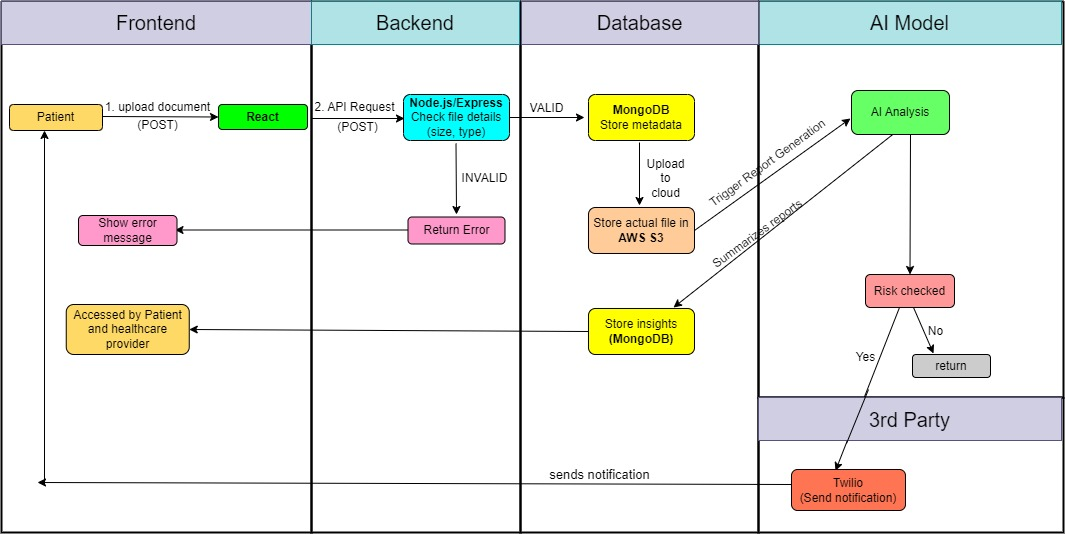 Frontend
Backend
Database
AI Model
Patient
1. upload document
(POST)
React
2. API Request
(POST)
Node.js/Express
Check file details
(size, type)
VALID
MongoDB
Store metadata
AI Analysis
INVALID
Upload
to
cloud
Trigger Report Generation
Show error
message
Return Error
Store actual file in
AWS S3
Summarizes reports
Risk checked
Accessed by Patient
and healthcare
provider
Store insights
(MongoDB)
Yes
No
return
3rd Party
sends notification
Twilio
(Send notification)